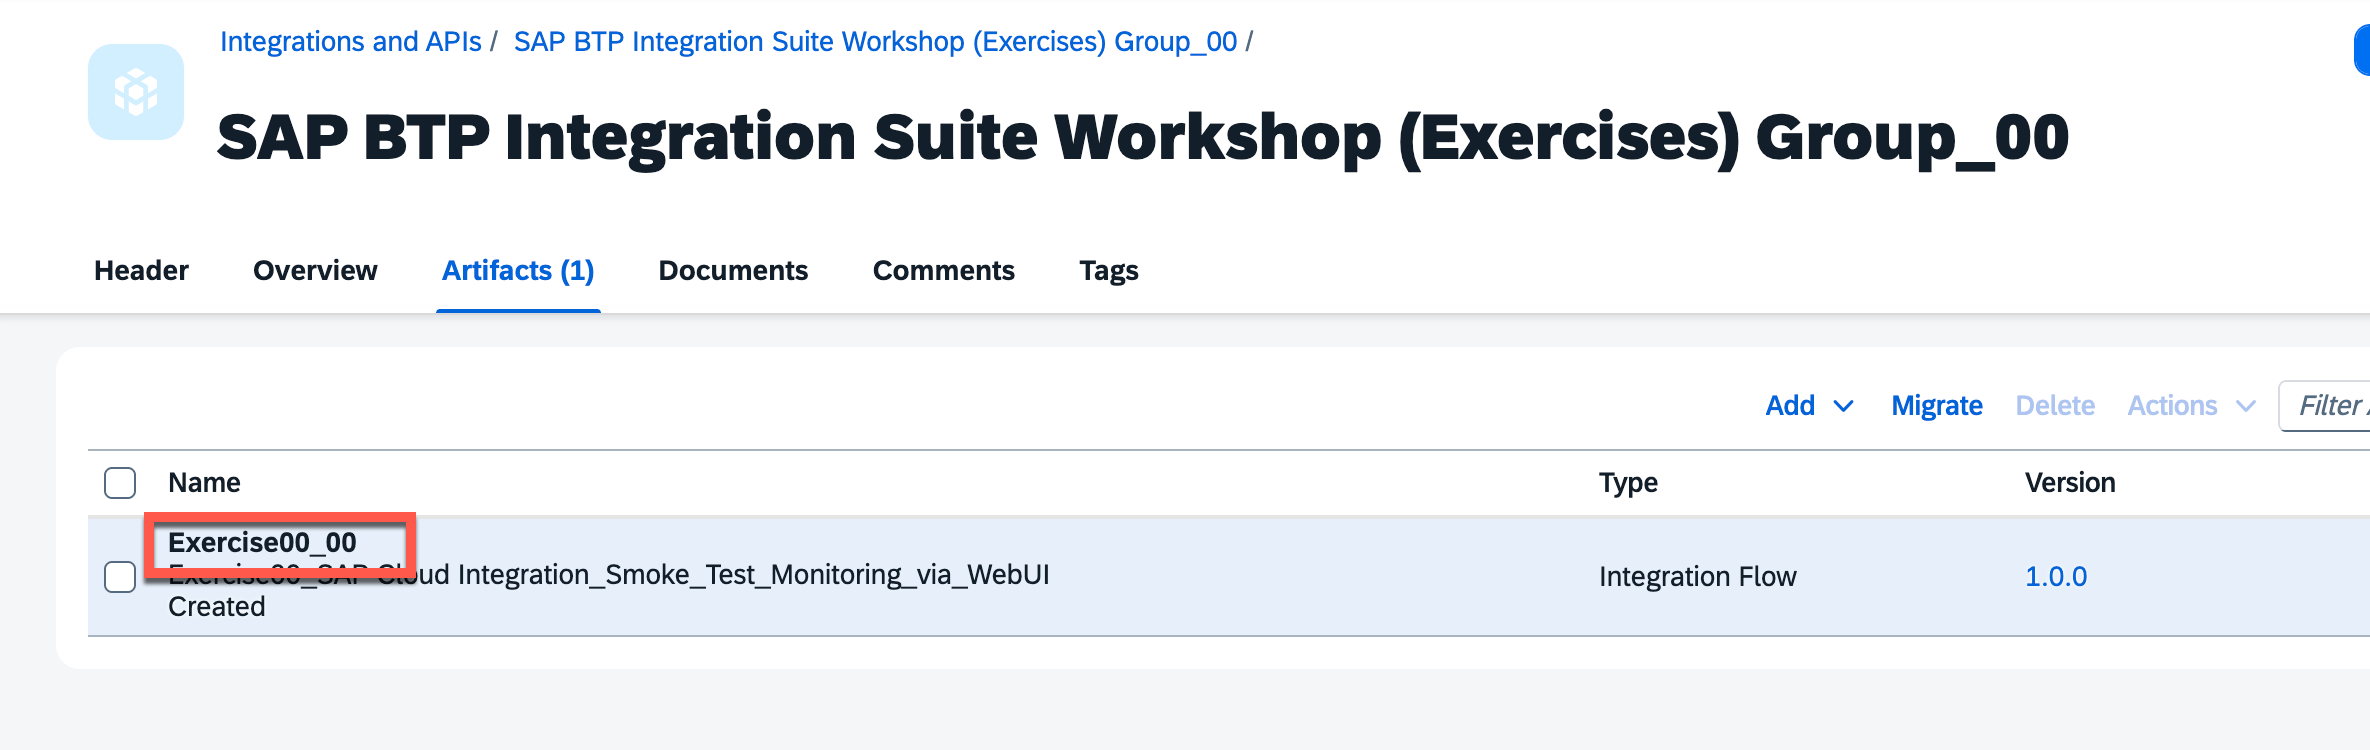 Integrations and APIs / SAP BTP Integration Suite Workshop (Exercises) Group_00 /
SAP BTP Integration Suite Workshop (Exercises) Group_00
Header Overview Artifacts (1) Documents Comments Tags
Add Migrate Delete Actions Filter
Name Type Version
Exercise00_00
Exercise00_SAP Cloud Integration_Smoke_Test_Monitoring_via_WebUI Integration Flow 1.0.0
Created